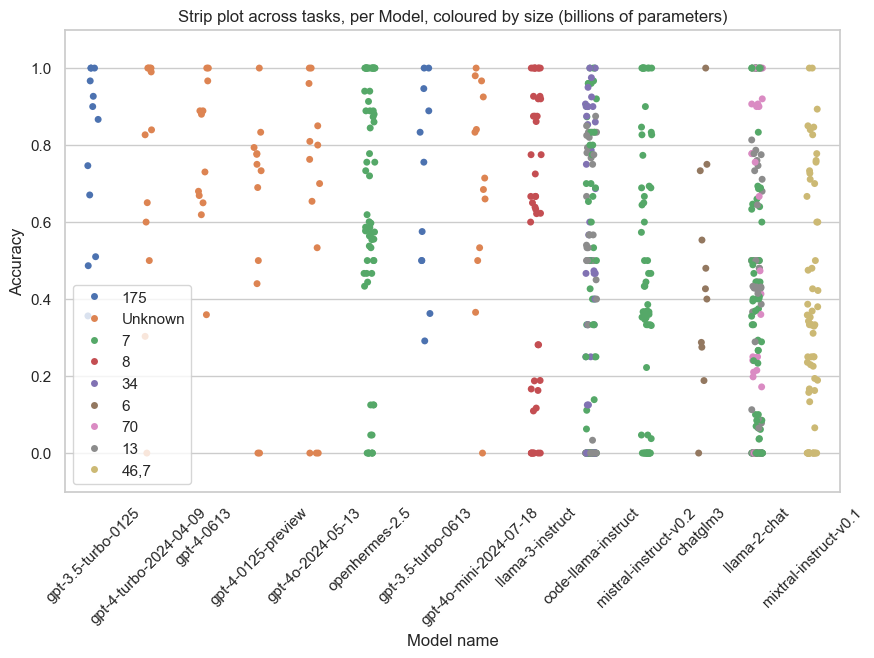 Strip plot across tasks, per Model, coloured by size (billions of parameters)
Accuracy
1.0
0.8
0.6
0.4
0.2
0.0
175
Unknown
7
8
34
6
70
13
46,7
gpt-3.5-turbo-0125
gpt-4-turbo-2024-04-09
gpt-4-0613
gpt-4-0125-preview
gpt-4o-2024-05-13
openhermes-2.5
gpt-3.5-turbo-0613
gpt-4o-mini-2024-07-18
llama-3-instruct
code-llama-instruct
mistral-instruct-v0.2
chatglm3
llama-2-chat
mixtral-instruct-v0.1
Model name